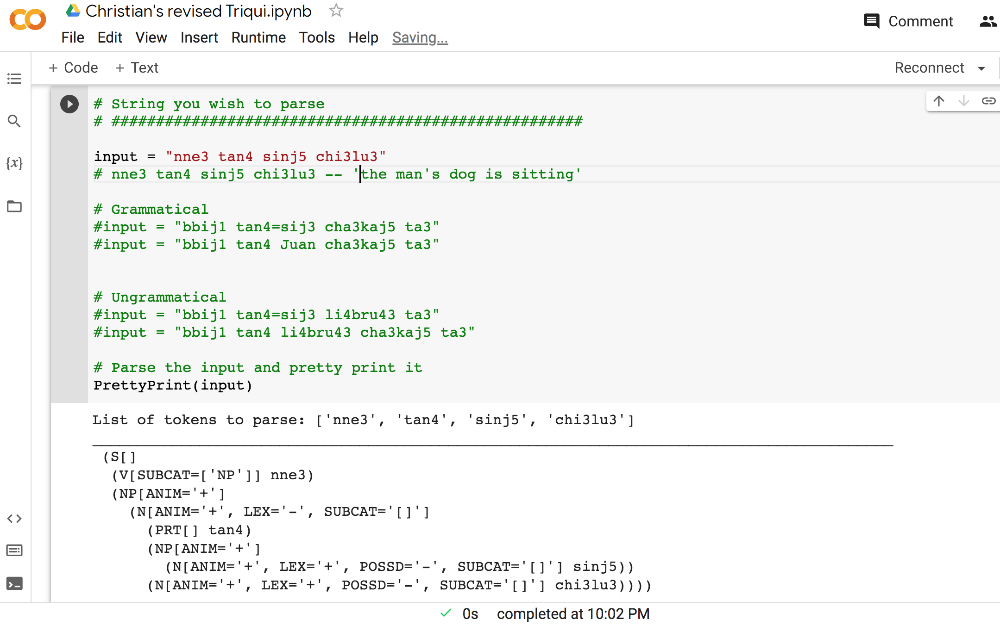 Christian's revised Triqui.ipynb
Comment
File Edit View Insert Runtime Tools Help Saving...
+ Code + Text
Reconnect
# String you wish to parse
# #####################################################
input = "nne3 tan4 sinj5 chi3lu3"
# nne3 tan4 sinj5 chi3lu3 -- 'the man's dog is sitting'
# Grammatical
#input = "bbij1 tan4=sij3 cha3kaj5 ta3"
#input = "bbij1 tan4 Juan cha3kaj5 ta3"
# Ungrammatical
#input = "bbij1 tan4=sij3 li4bru43 ta3"
#input = "bbij1 tan4 li4bru43 cha3kaj5 ta3"
# Parse the input and pretty print it
PrettyPrint(input)
List of tokens to parse: ['nne3', 'tan4', 'sinj5', 'chi3lu3']
__________________________________________________________________________________________
(S[]
(V[SUBCAT=['NP']] nne3)
(NP[ANIM='+']
(N[ANIM='+', LEX='-', SUBCAT='[]']
(PRT[] tan4)
(NP[ANIM='+']
(N[ANIM='+', LEX='+', POSSD='-', SUBCAT='[]'] sinj5))
(N[ANIM='+', LEX='+', POSSD='-', SUBCAT='[]'] chi3lu3))))
0s completed at 10:02 PM